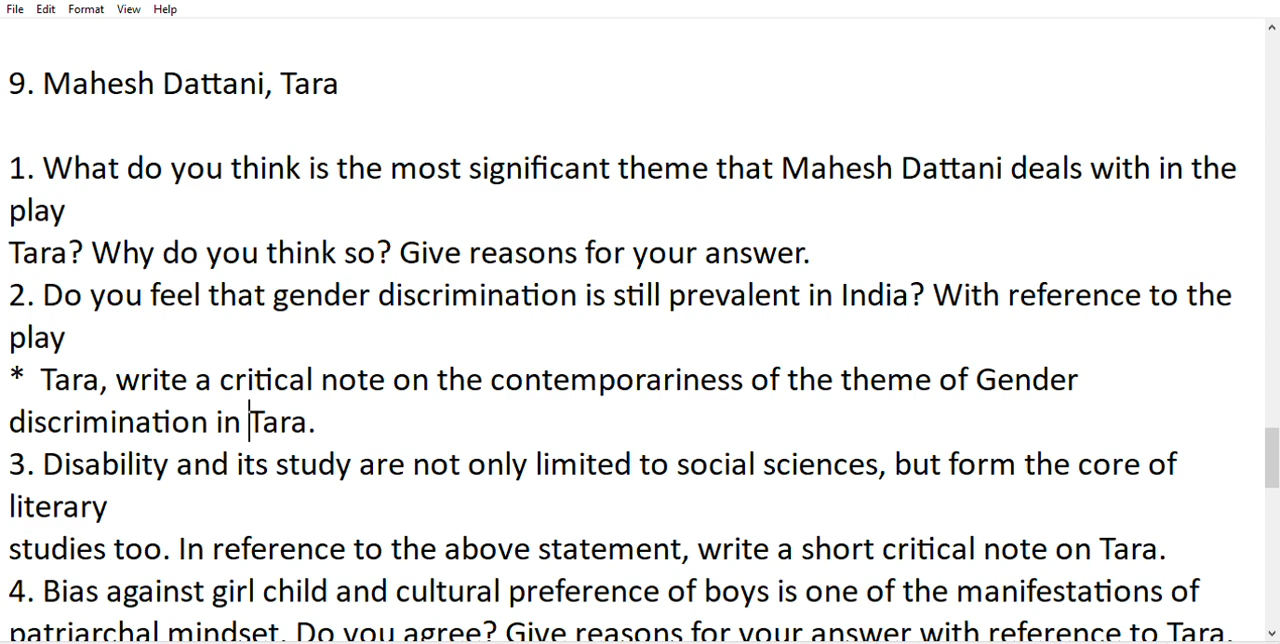 File Edit Format View Help
9. Mahesh Dattani, Tara
1. What do you think is the most significant theme that Mahesh Dattani deals with in the
play
Tara? Why do you think so? Give reasons for your answer.
2. Do you feel that gender discrimination is still prevalent in India? With reference to the
play
* Tara, write a critical note on the contemporariness of the theme of Gender
discrimination in Tara.
3. Disability and its study are not only limited to social sciences, but form the core of
literary
studies too. In reference to the above statement, write a short critical note on Tara.
4. Bias against girl child and cultural preference of boys is one of the manifestations of
patriarchal mindset. Do you agree? Give reasons for your answer with reference to Tara.